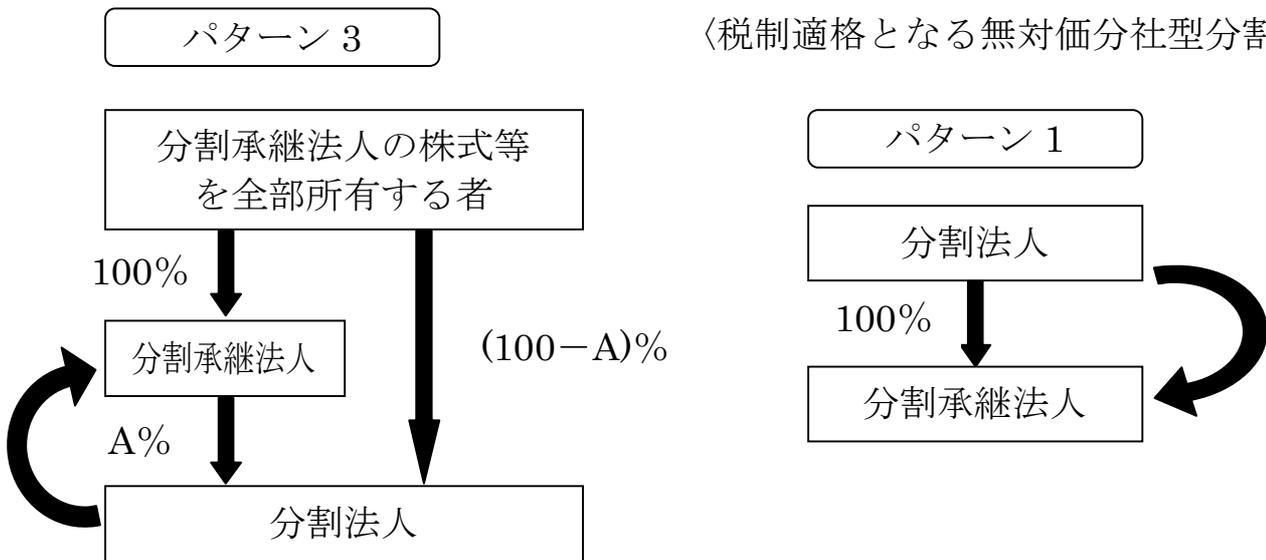 パターン 3
分割承継法人の株式等
を全部所有する者
100%
(100−A)%
分割承継法人
A%
分割法人
〈税制適格となる無対価分社型分割
パターン 1
分割法人
100%
分割承継法人